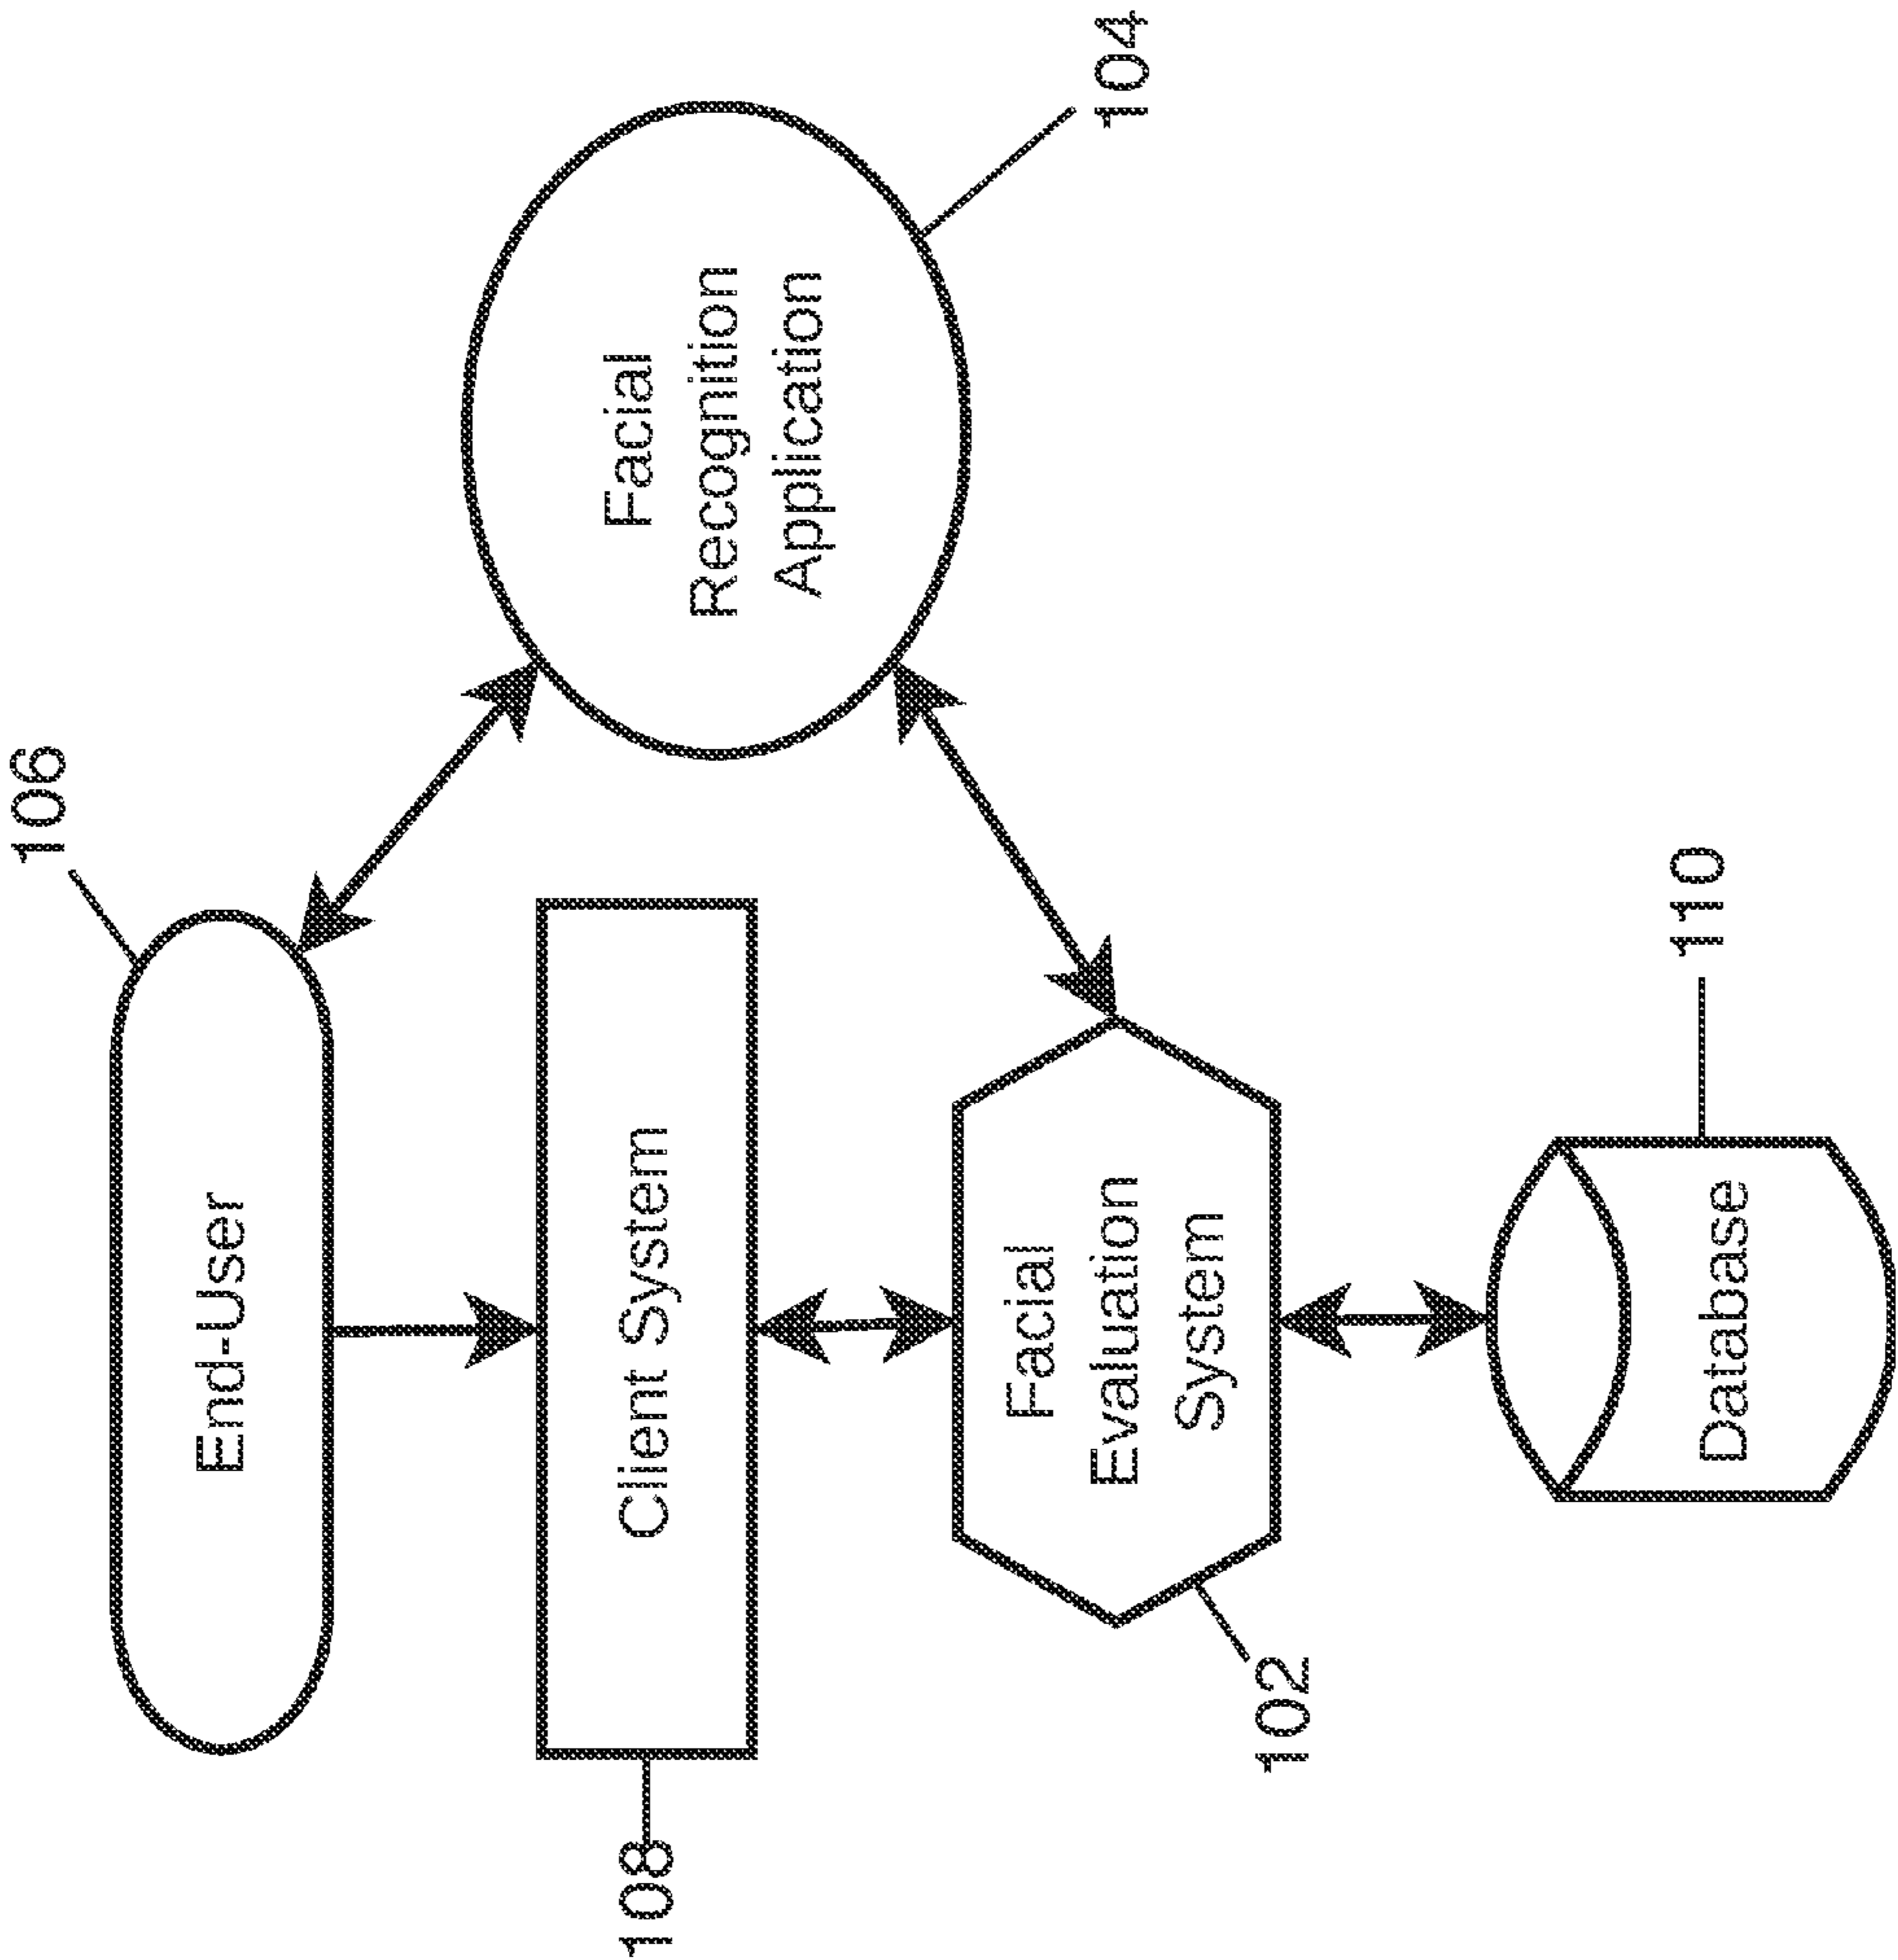 106
End-User
108
Client System
Facial
Recognition
Application
104
Facial
Evaluation
System
102
Database
110